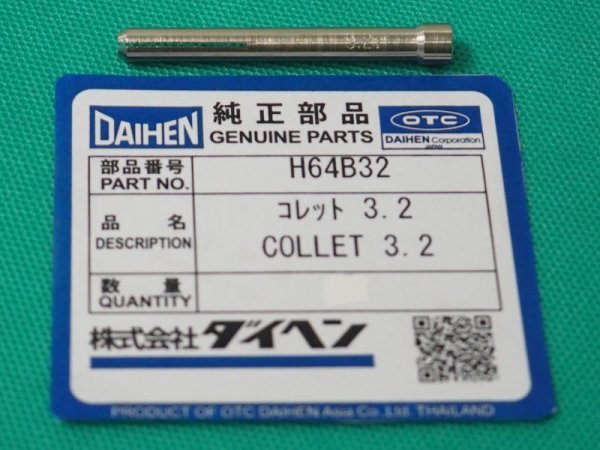 DAIHEN 純正部品 OTC
GENUINE PARTS DAIHEN Corporation
JAPAN
部品番号 H64B32
PART NO.
品名 コレット 3.2
DESCRIPTION COLLET 3.2
数量
QUANTITY
株式会社ダイヘン
PRODUCT OF OTC DAIHEN Asia Co.,Ltd. THAILAND